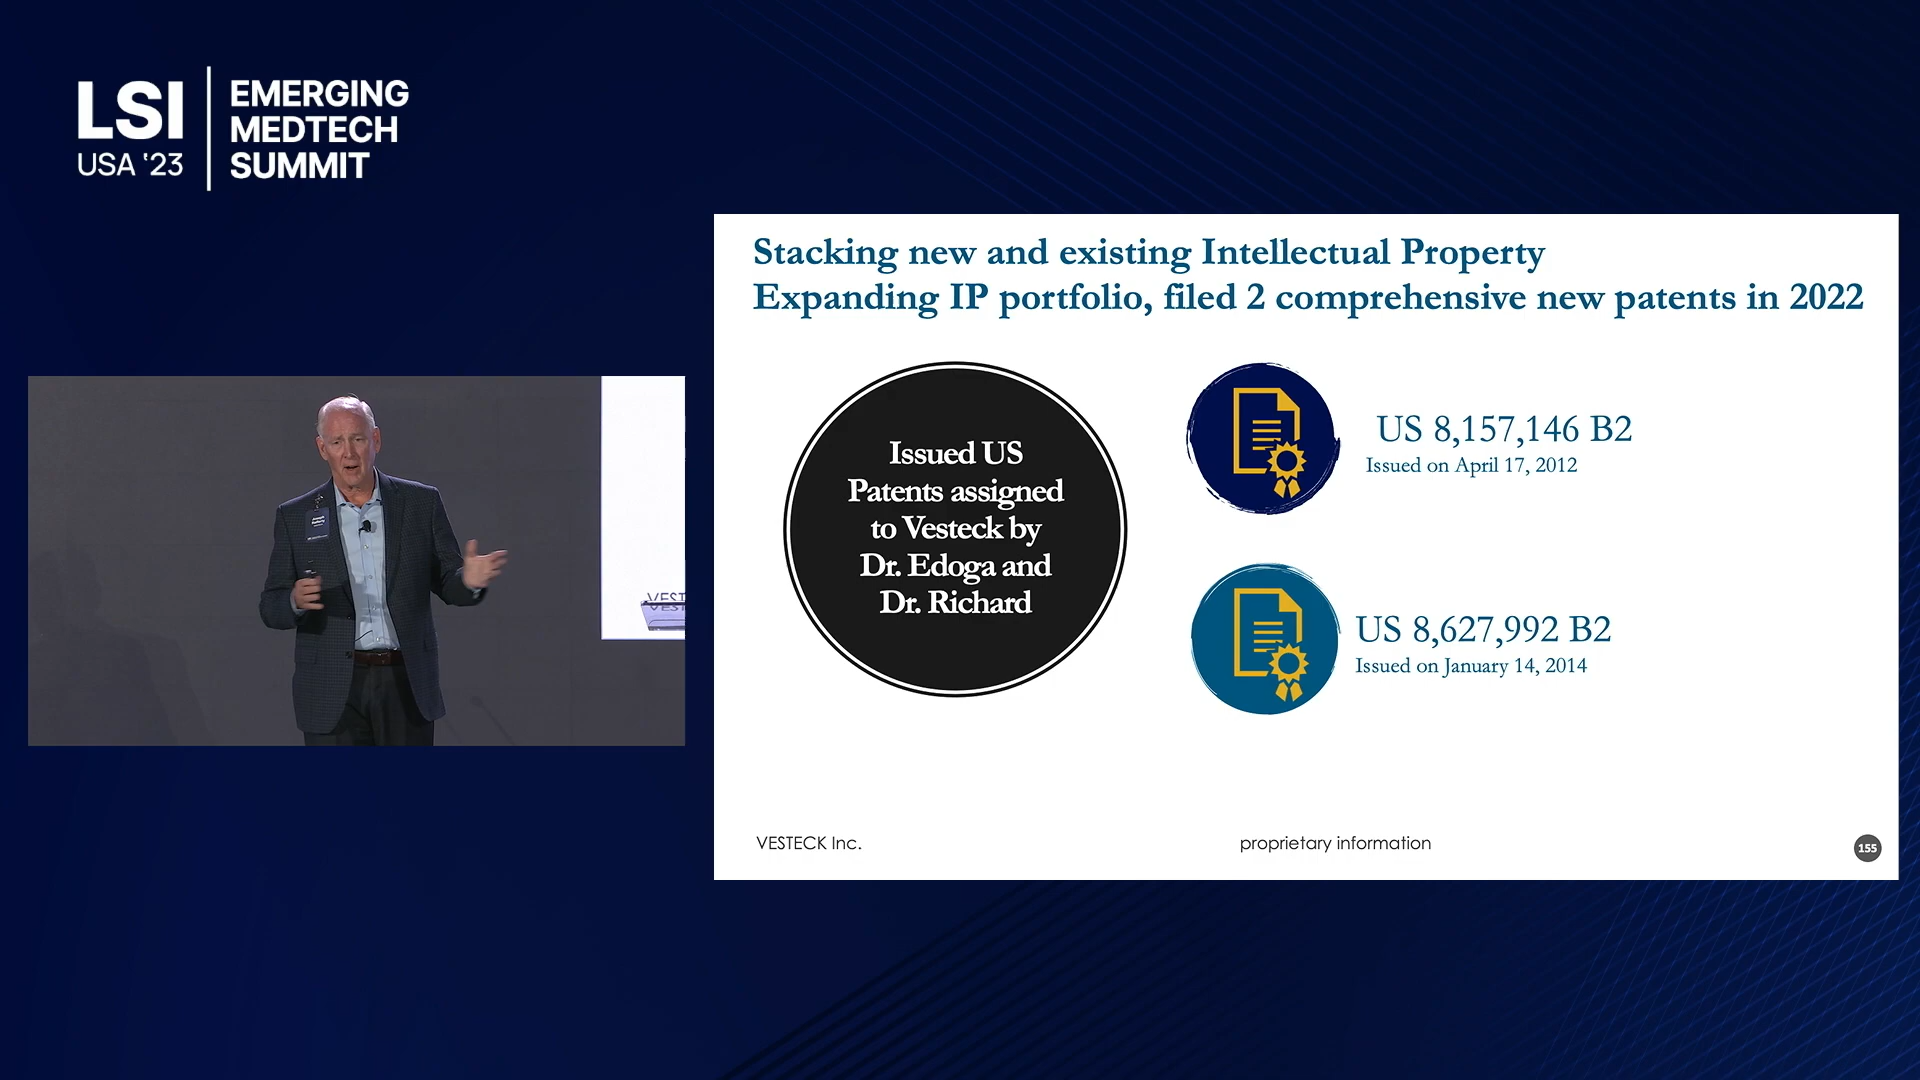 LSI
USA '23
EMERGING
MEDTECH
SUMMIT
Stacking new and existing Intellectual Property
Expanding IP portfolio, filed 2 comprehensive new patents in 2022
Issued US
Patents assigned
to Vesteck by
Dr. Edoga and
Dr. Richard
US 8,157,146 B2
Issued on April 17, 2012
US 8,627,992 B2
Issued on January 14, 2014
VESTECK Inc.
proprietary information
155